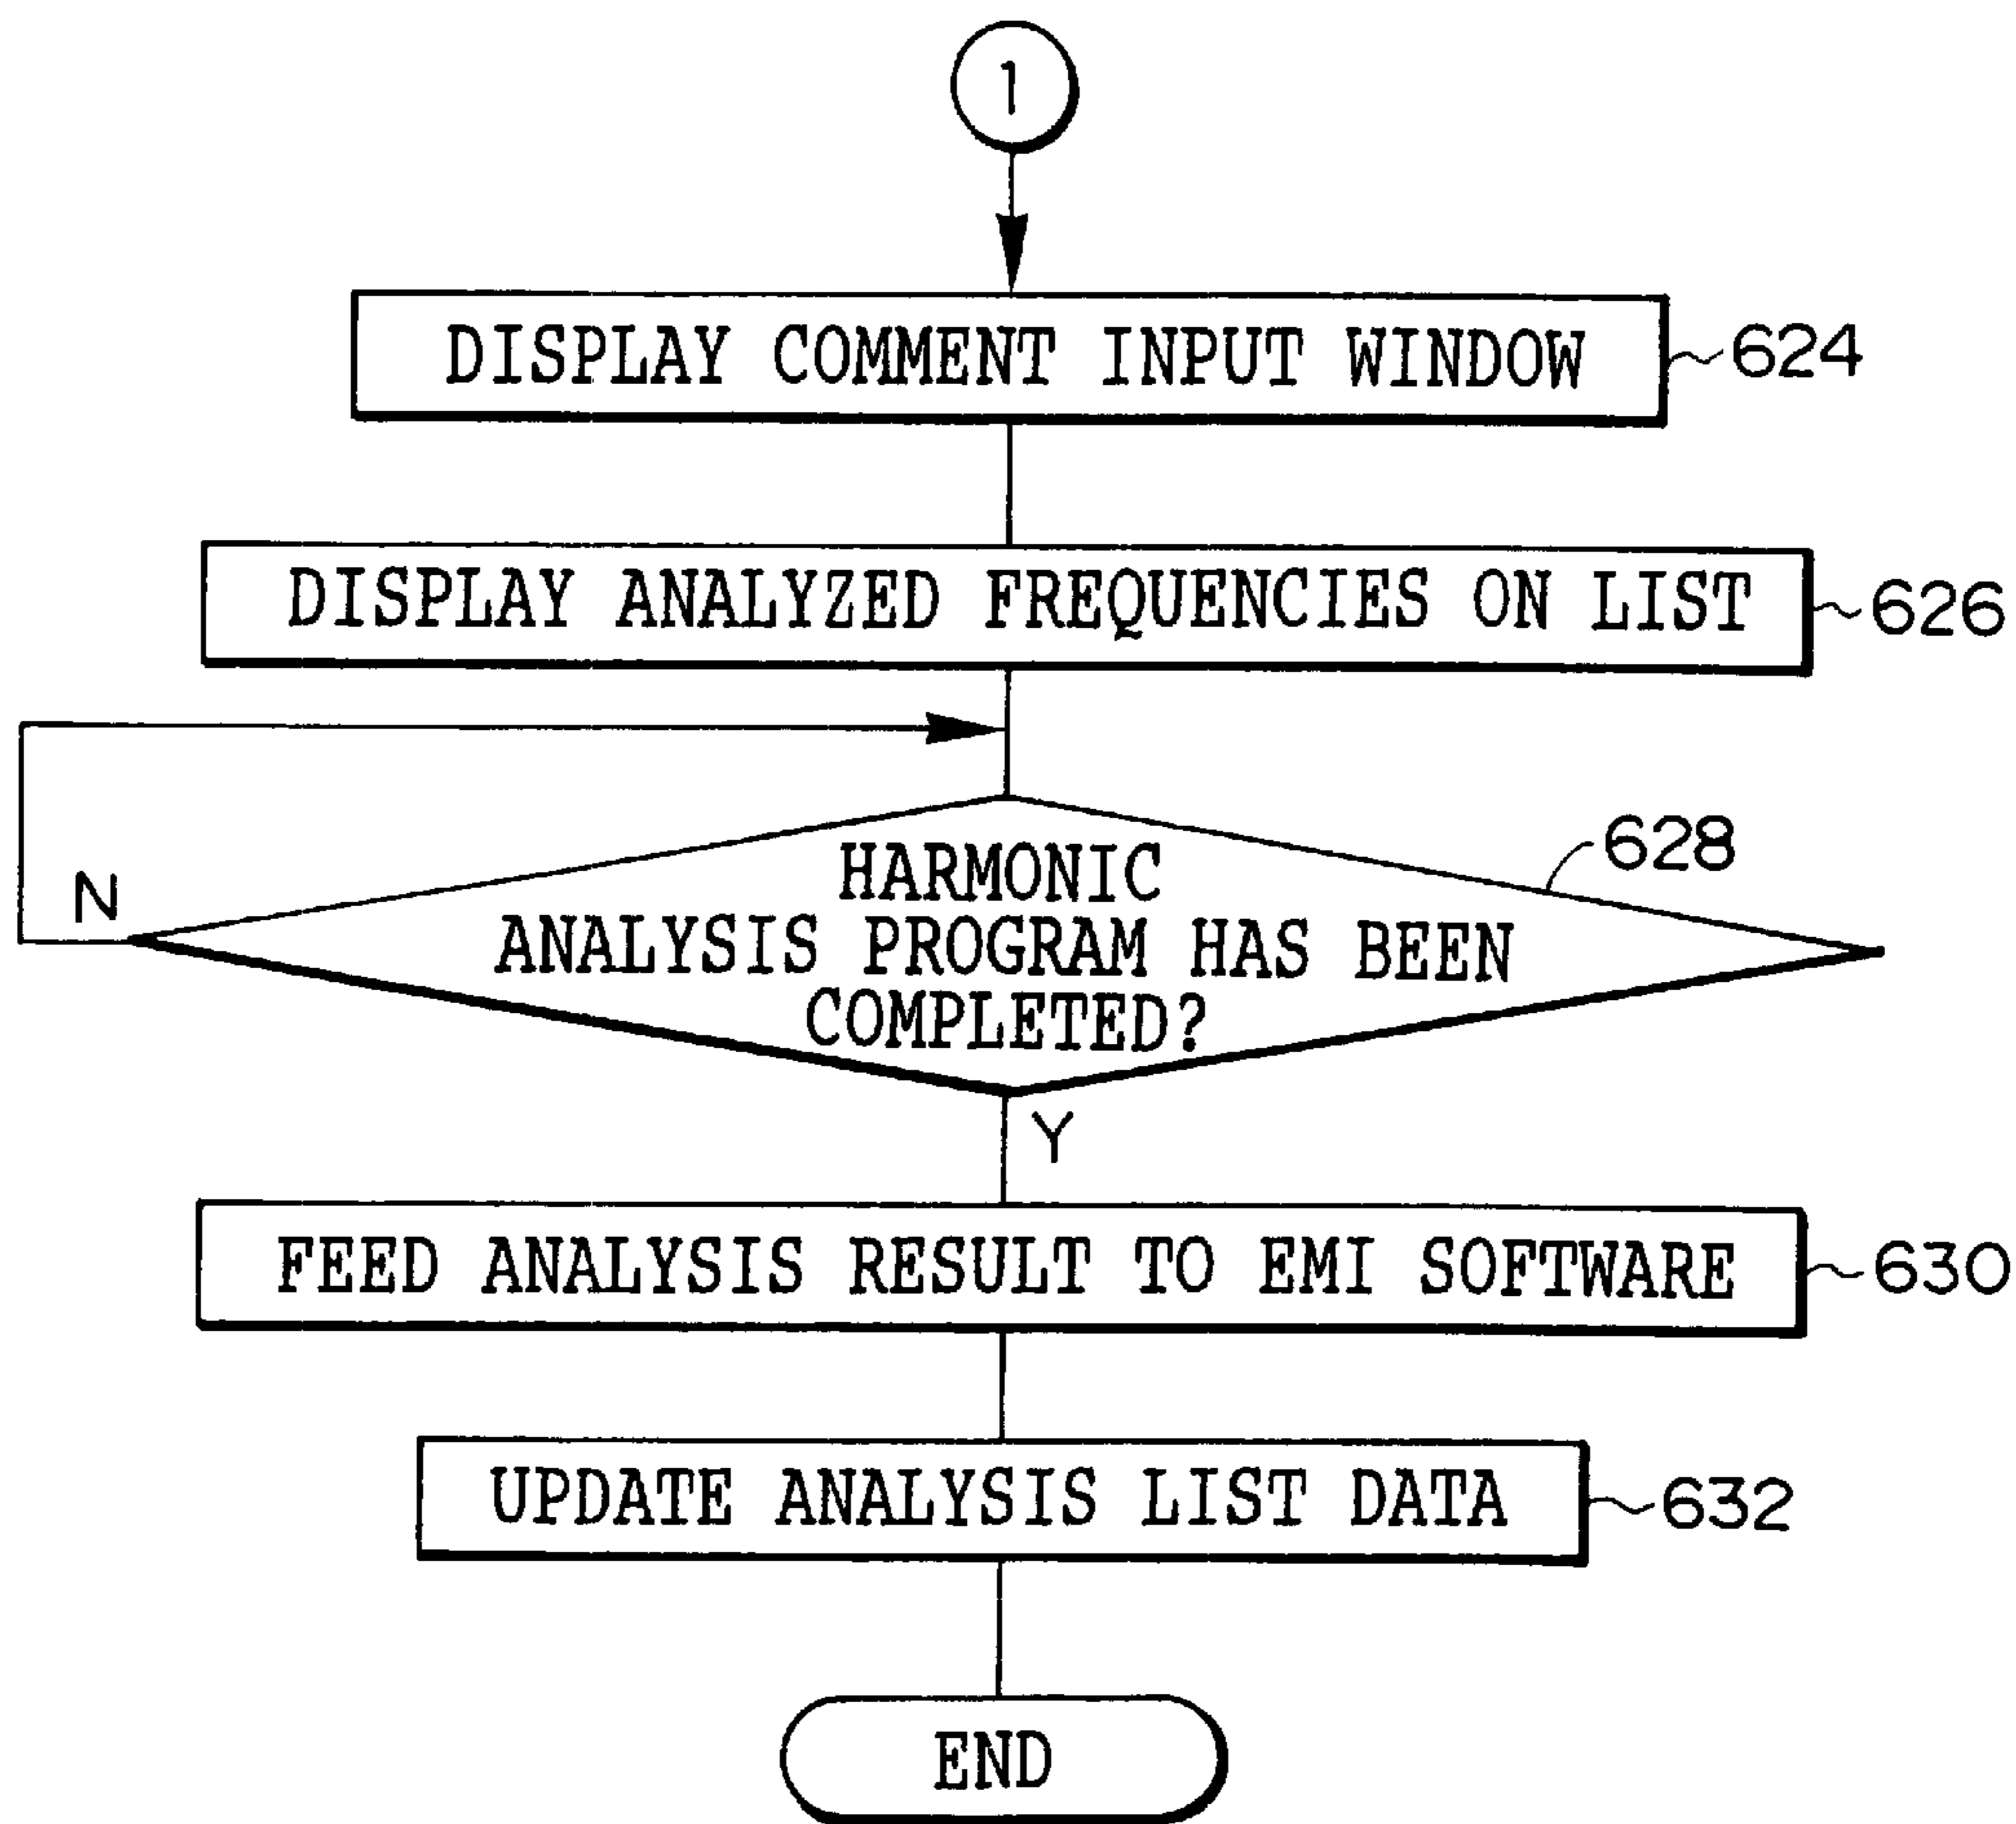 1
DISPLAY COMMENT INPUT WINDOW
624
DISPLAY ANALYZED FREQUENCIES ON LIST
626
628
HARMONIC
ANALYSIS PROGRAM HAS BEEN
COMPLETED?
N
Y
FEED ANALYSIS RESULT TO EMI SOFTWARE
630
UPDATE ANALYSIS LIST DATA
632
END